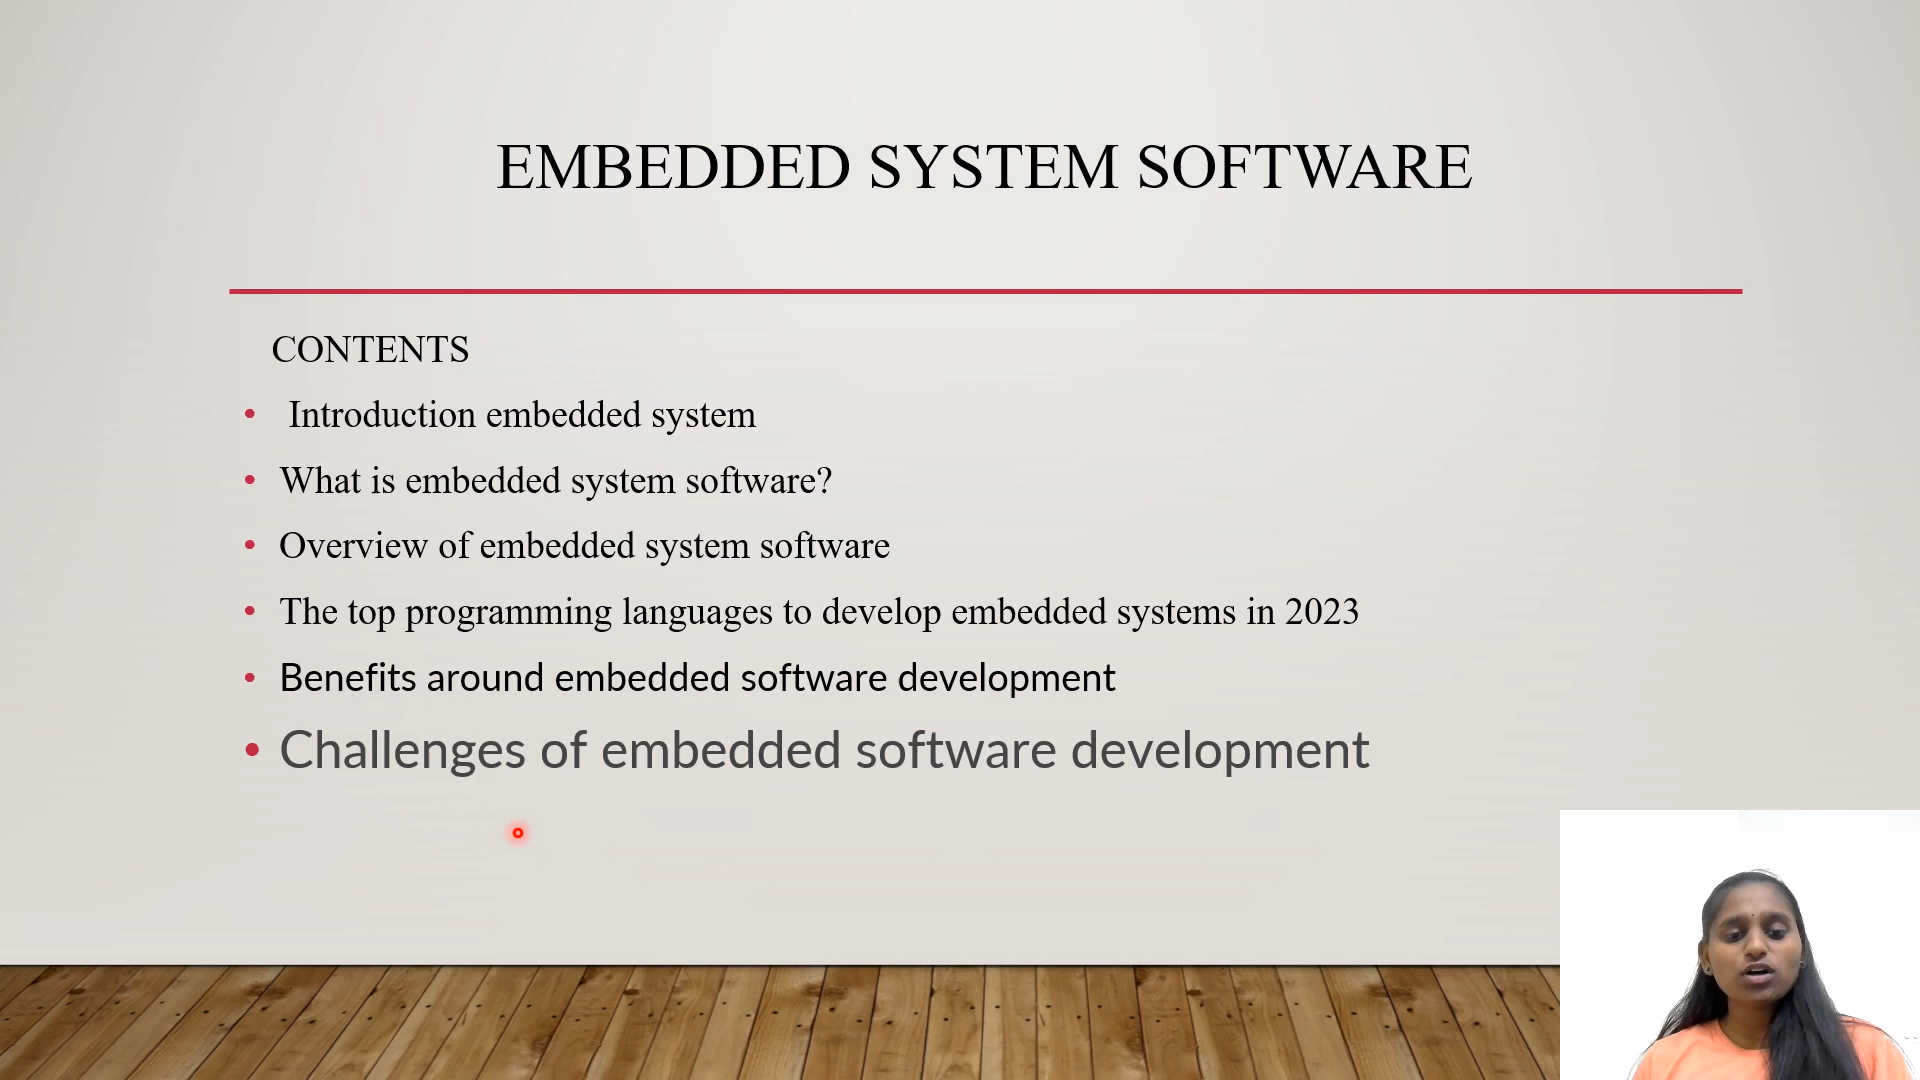 EMBEDDED SYSTEM SOFTWARE
CONTENTS
• Introduction embedded system
• What is embedded system software?
• Overview of embedded system software
• The top programming languages to develop embedded systems in 2023
• Benefits around embedded software development
• Challenges of embedded software development